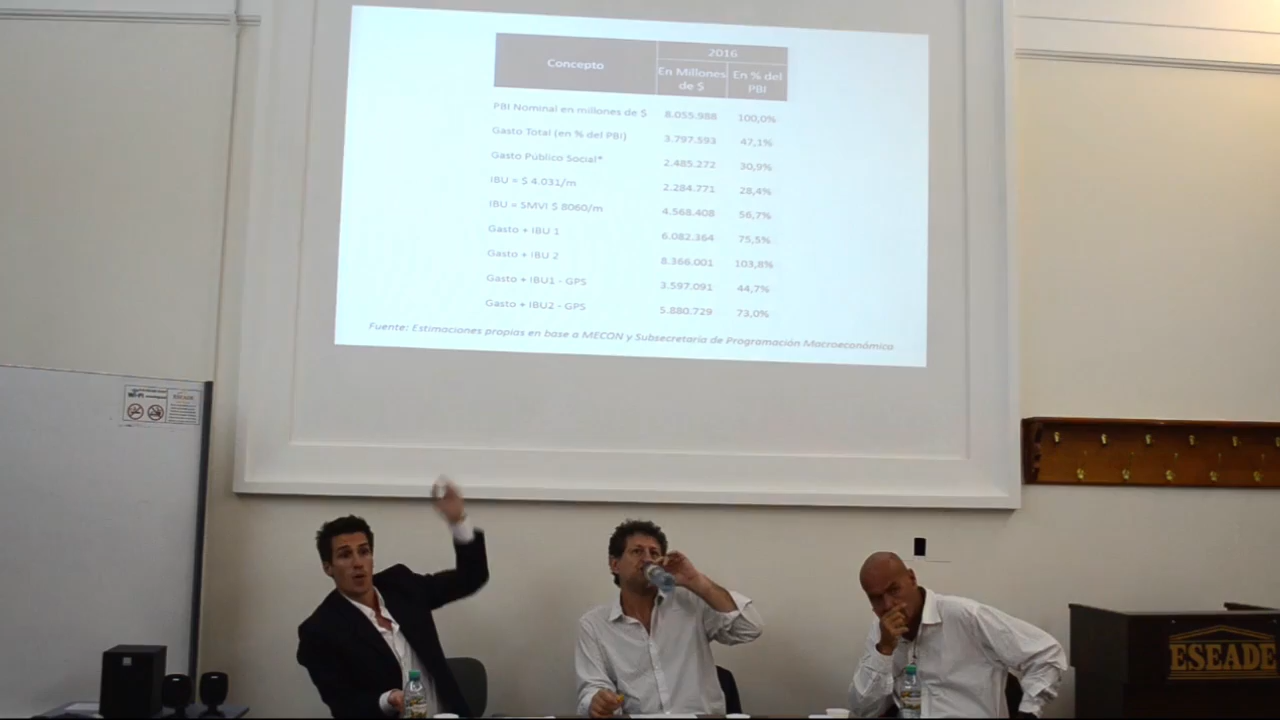 Concepto 2016
En Millones de $ En % del PBI
PBI Nominal en millones de $ 8.055.988 100,0%
Gasto Total (en % del PBI) 3.797.593 47,1%
Gasto Público Social* 2.485.272 30,9%
IBU = $ 4.031/m 2.284.771 28,4%
IBU = SMVI $ 8060/m 4.568.408 56,7%
Gasto + IBU 1 6.082.364 75,5%
Gasto + IBU 2 8.366.001 103,8%
Gasto + IBU1 - GPS 3.597.091 44,7%
Gasto + IBU2 - GPS 5.880.729 73,0%
Fuente: Estimaciones propias en base a MECON y Subsecretaría de Programación Macroeconómica
Wi-Fi
ESEADE
ESEADE